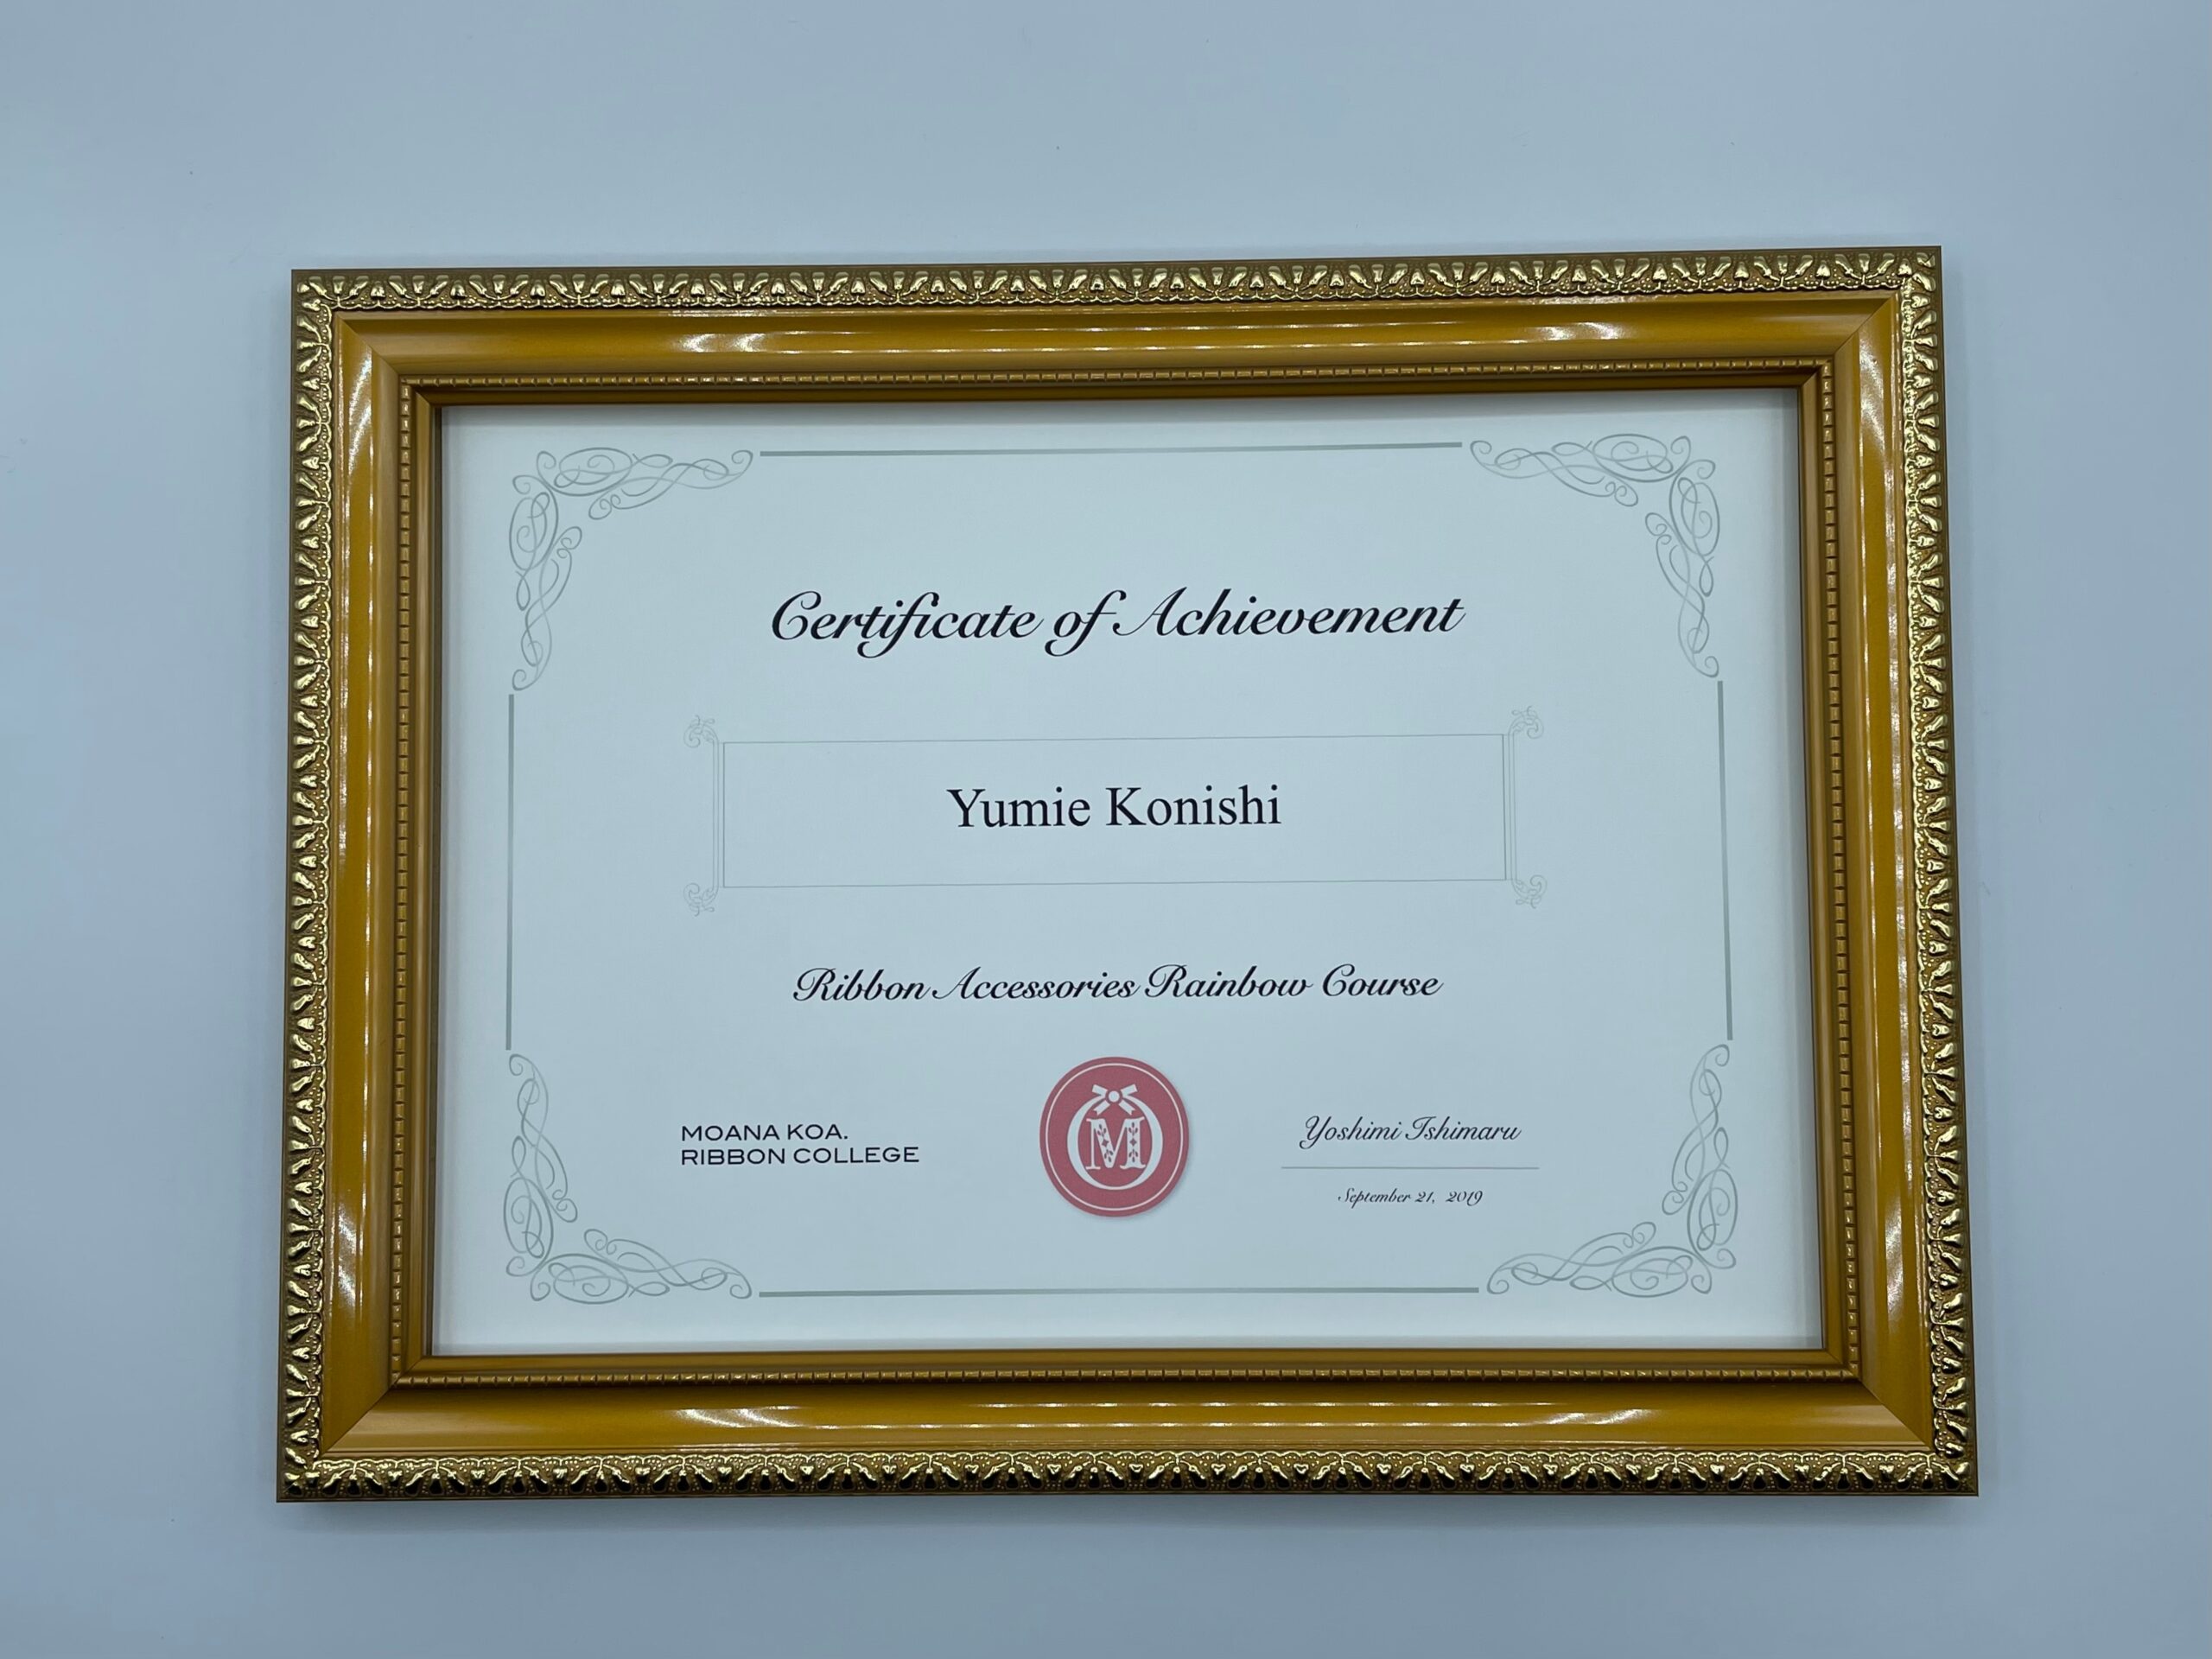 Certificate of Achievement
Yumie Konishi
Ribbon Accessories Rainbow Course
MOANA KOA.
RIBBON COLLEGE
M
Yoshimi Ishimaru
September 21, 2019